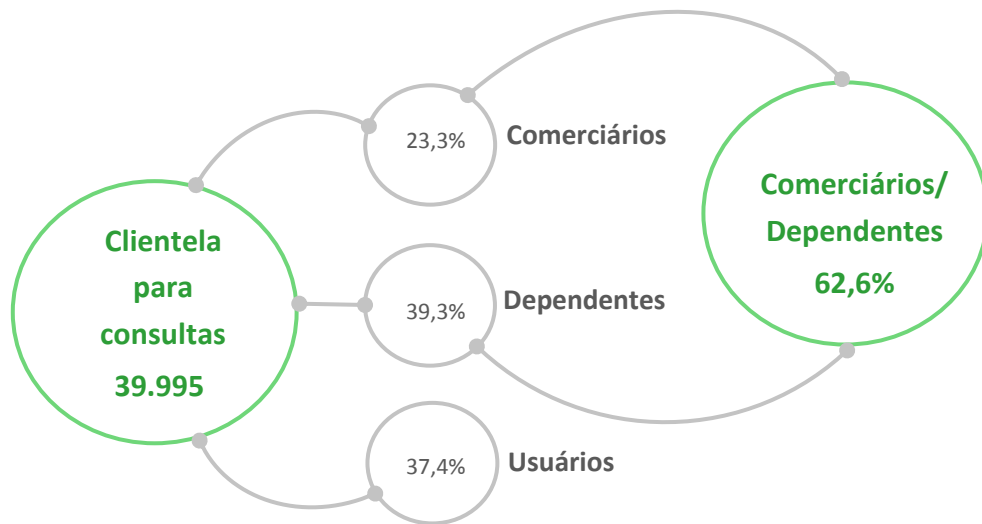 Clientela
para
consultas
39.995
23,3%
Comerciários
39,3%
Dependentes
37,4%
Usuários
Comerciários/
Dependentes
62,6%